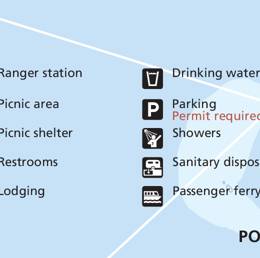 Ranger station
Picnic area
Picnic shelter
Restrooms
Lodging
Drinking water
P Parking
Permit required
Showers
Sanitary dispos
Passenger ferry
PO